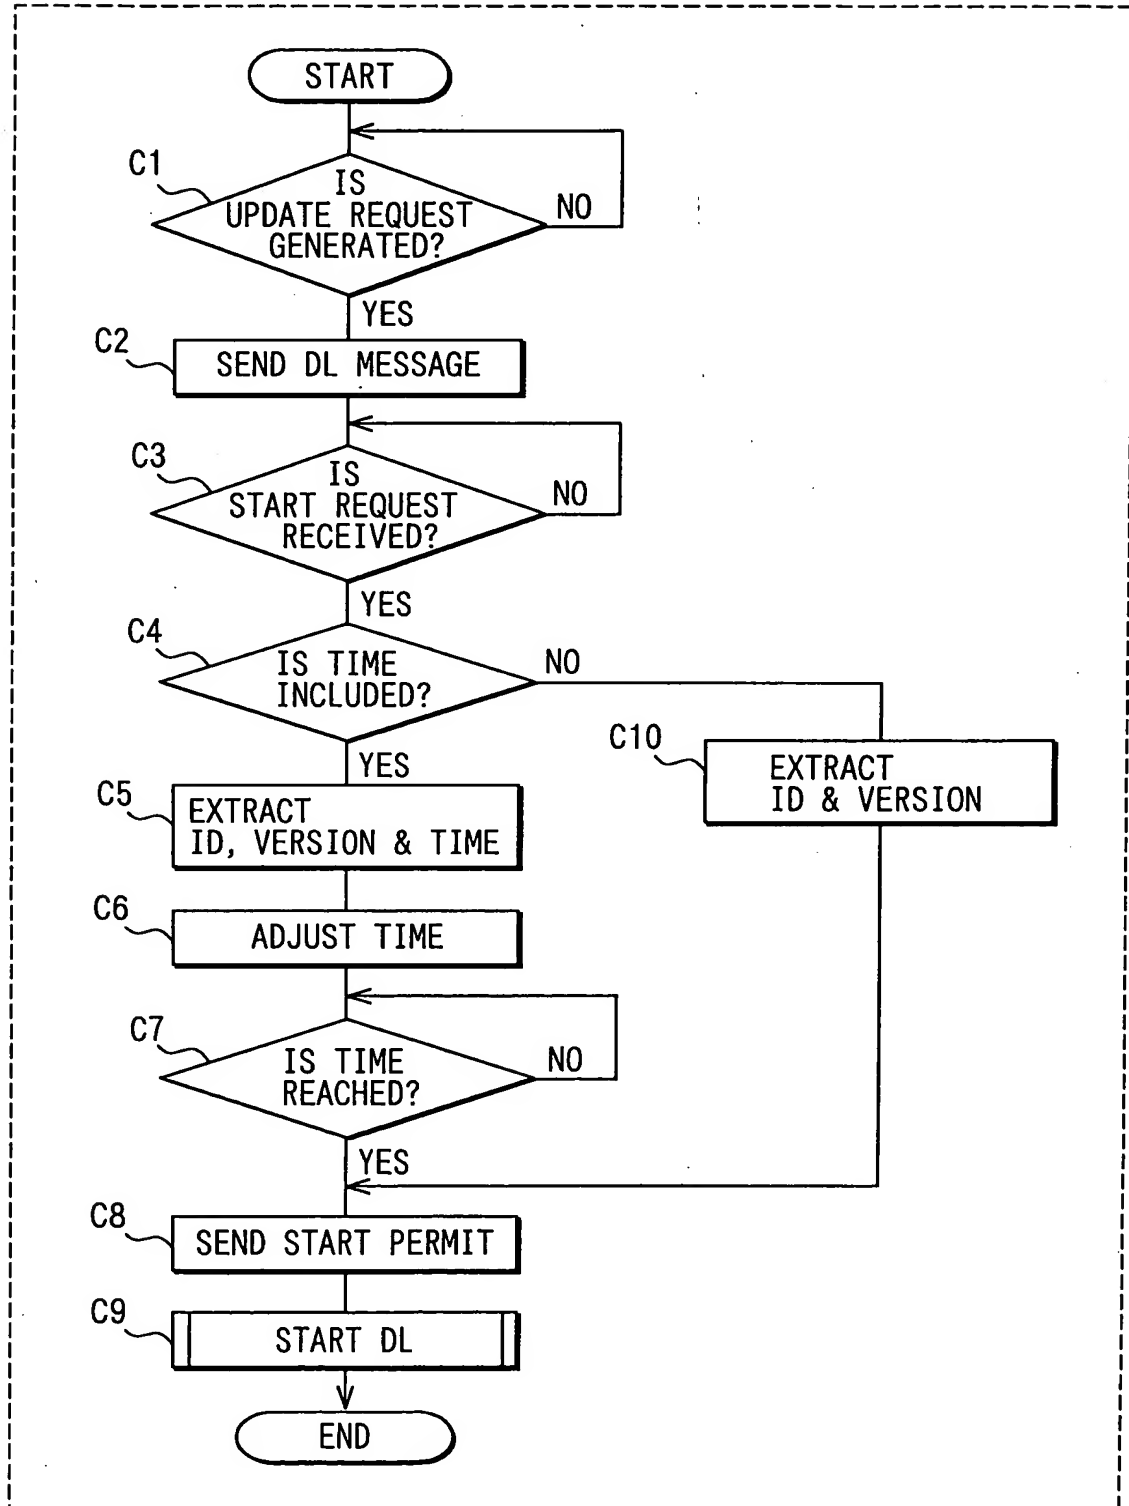 START
C1
IS
UPDATE REQUEST
GENERATED?
NO
YES
C2
SEND DL MESSAGE
C3
IS
START REQUEST
RECEIVED?
NO
YES
C4
IS TIME
INCLUDED?
NO
YES
C10
EXTRACT
ID & VERSION
C5
EXTRACT
ID, VERSION & TIME
C6
ADJUST TIME
C7
IS TIME
REACHED?
NO
YES
C8
SEND START PERMIT
C9
START DL
END